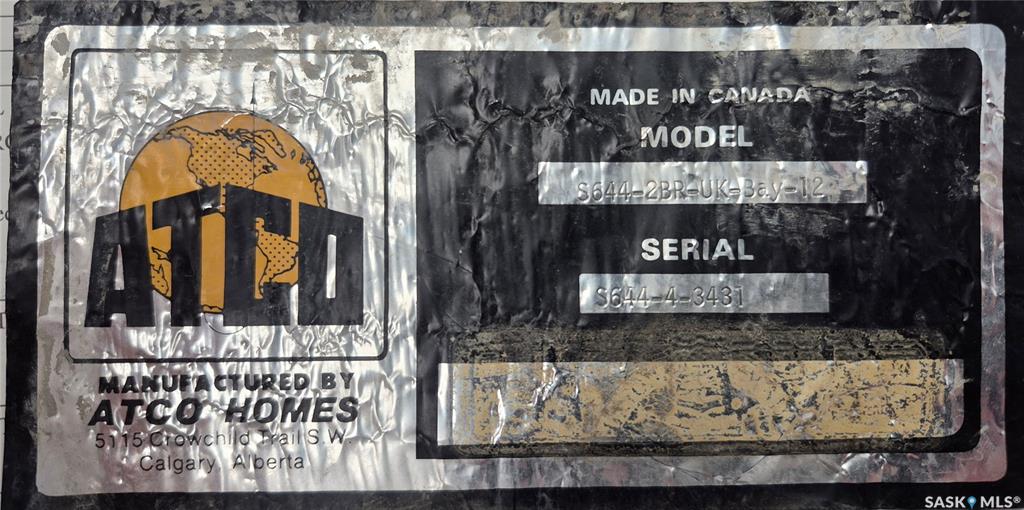 ATCO
MANUFACTURED BY
ATCO HOMES
5115 Crowchild Trail S.W.
Calgary Alberta
MADE IN CANADA
MODEL
S644-2BR-UK-Bay-12
SERIAL
S644-4-3431
SASK MLS®